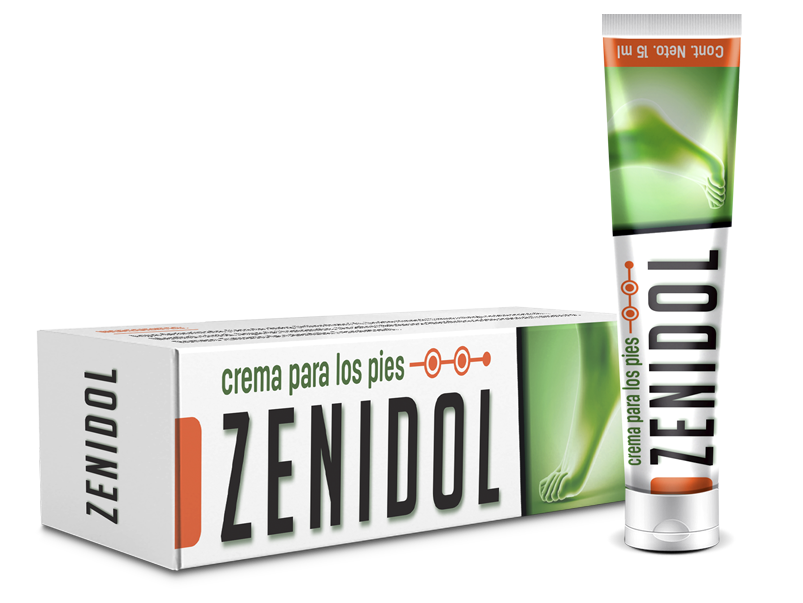 crema para los pies
ZENIDOL
ZENIDOL
Cont. Neto. 15 ml
crema para los pies
ZENIDOL